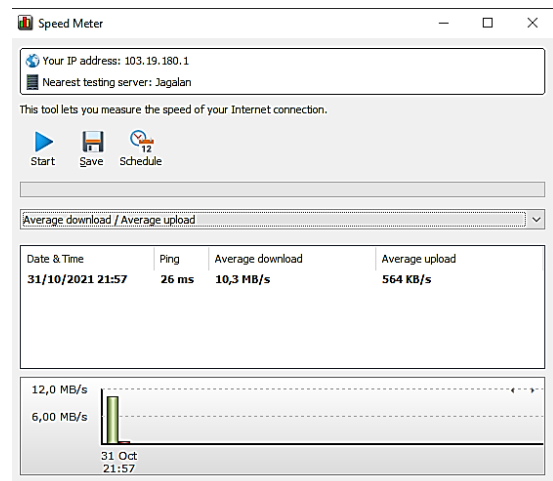 Speed Meter
Your IP address: 103.19.180.1
Nearest testing server: Jagalan
This tool lets you measure the speed of your Internet connection.
12
Start Save Schedule
Average download / Average upload
Date & Time Ping Average download Average upload
31/10/2021 21:57 26 ms 10,3 MB/s 564 KB/s
12,0 MB/s
6,00 MB/s
31 Oct
21:57